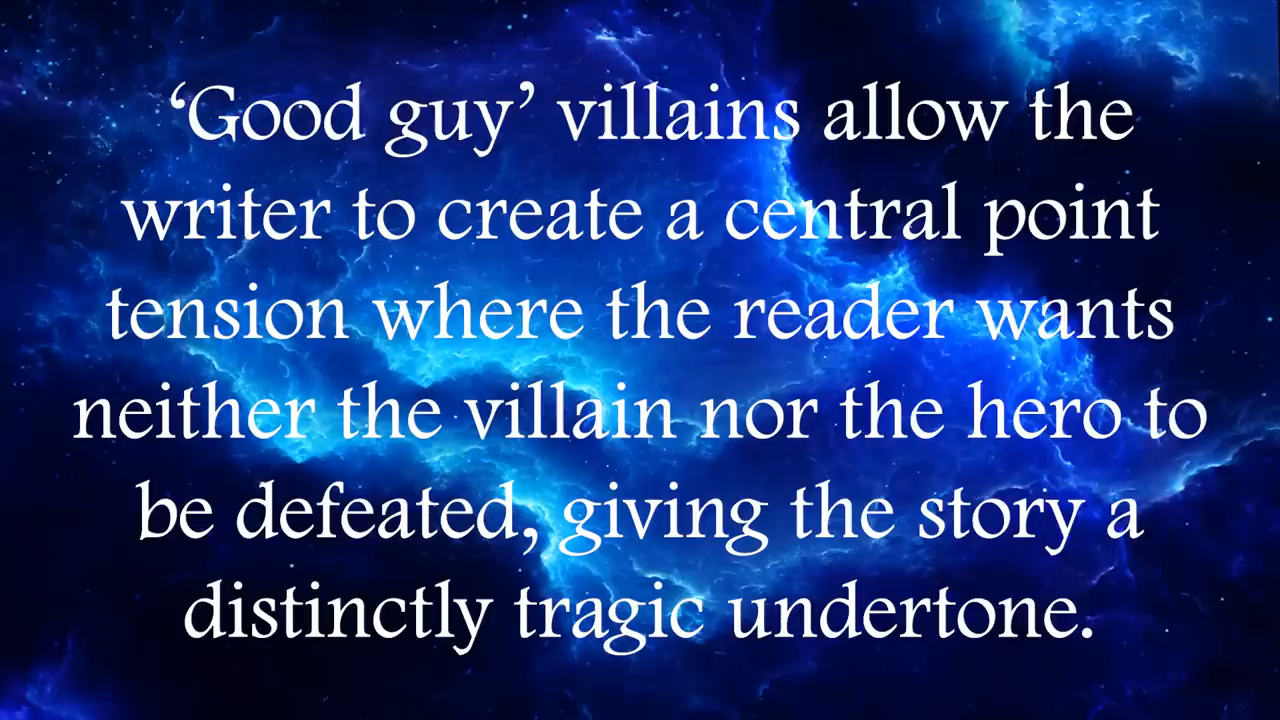 ‘Good guy’ villains allow the
writer to create a central point
tension where the reader wants
neither the villain nor the hero to
be defeated, giving the story a
distinctly tragic undertone.